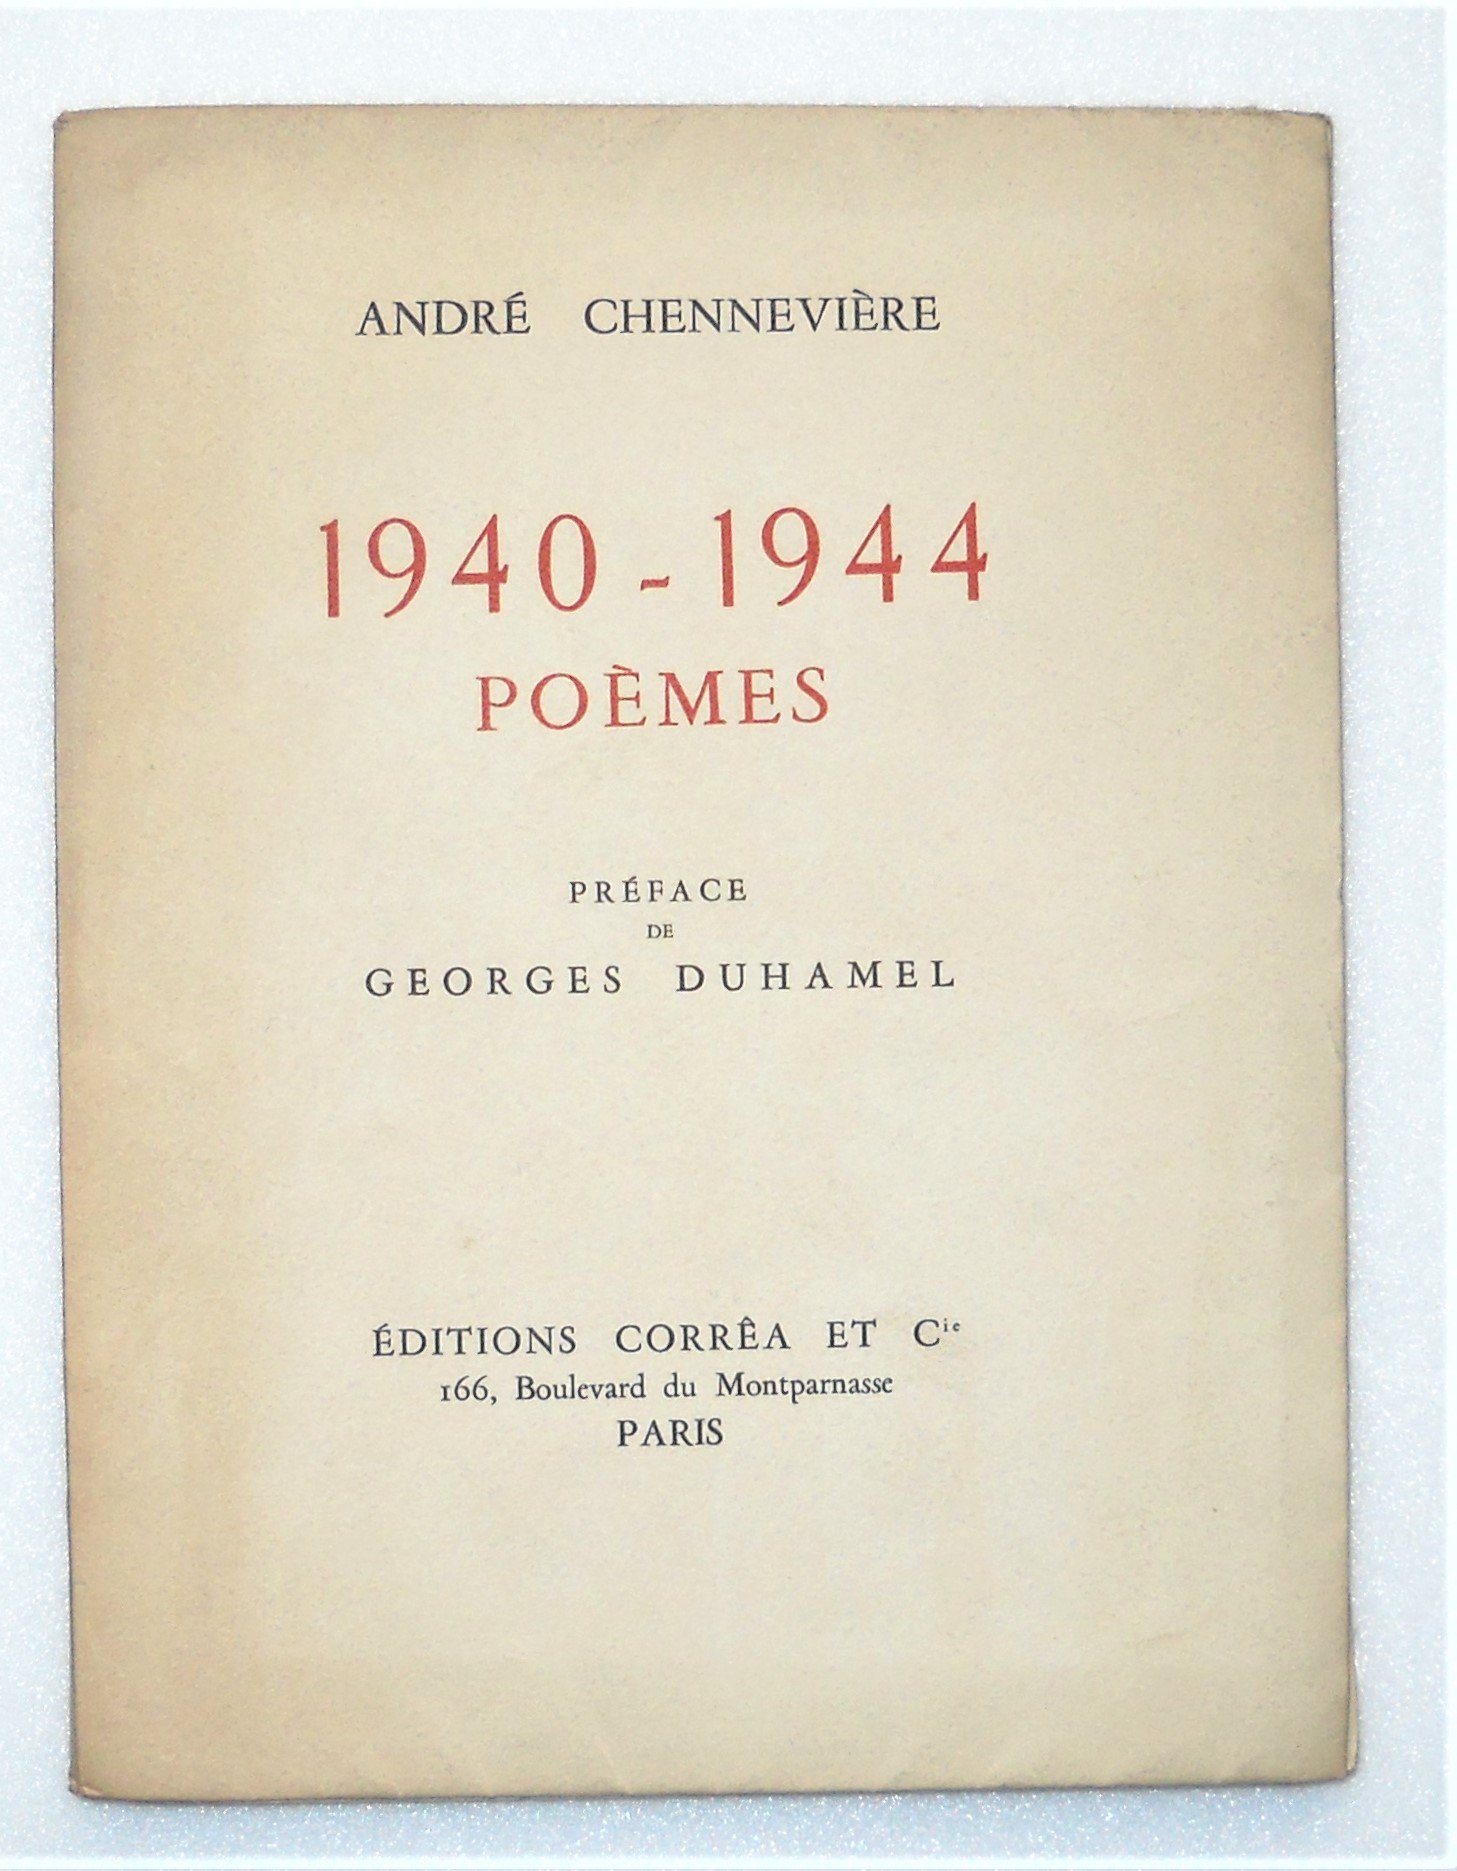 ANDRÉ CHENNEVIÈRE
1940-1944
POÈMES
PRÉFACE
DE
GEORGES DUHAMEL
ÉDITIONS CORRÊA ET Cie
166, Boulevard du Montparnasse
PARIS